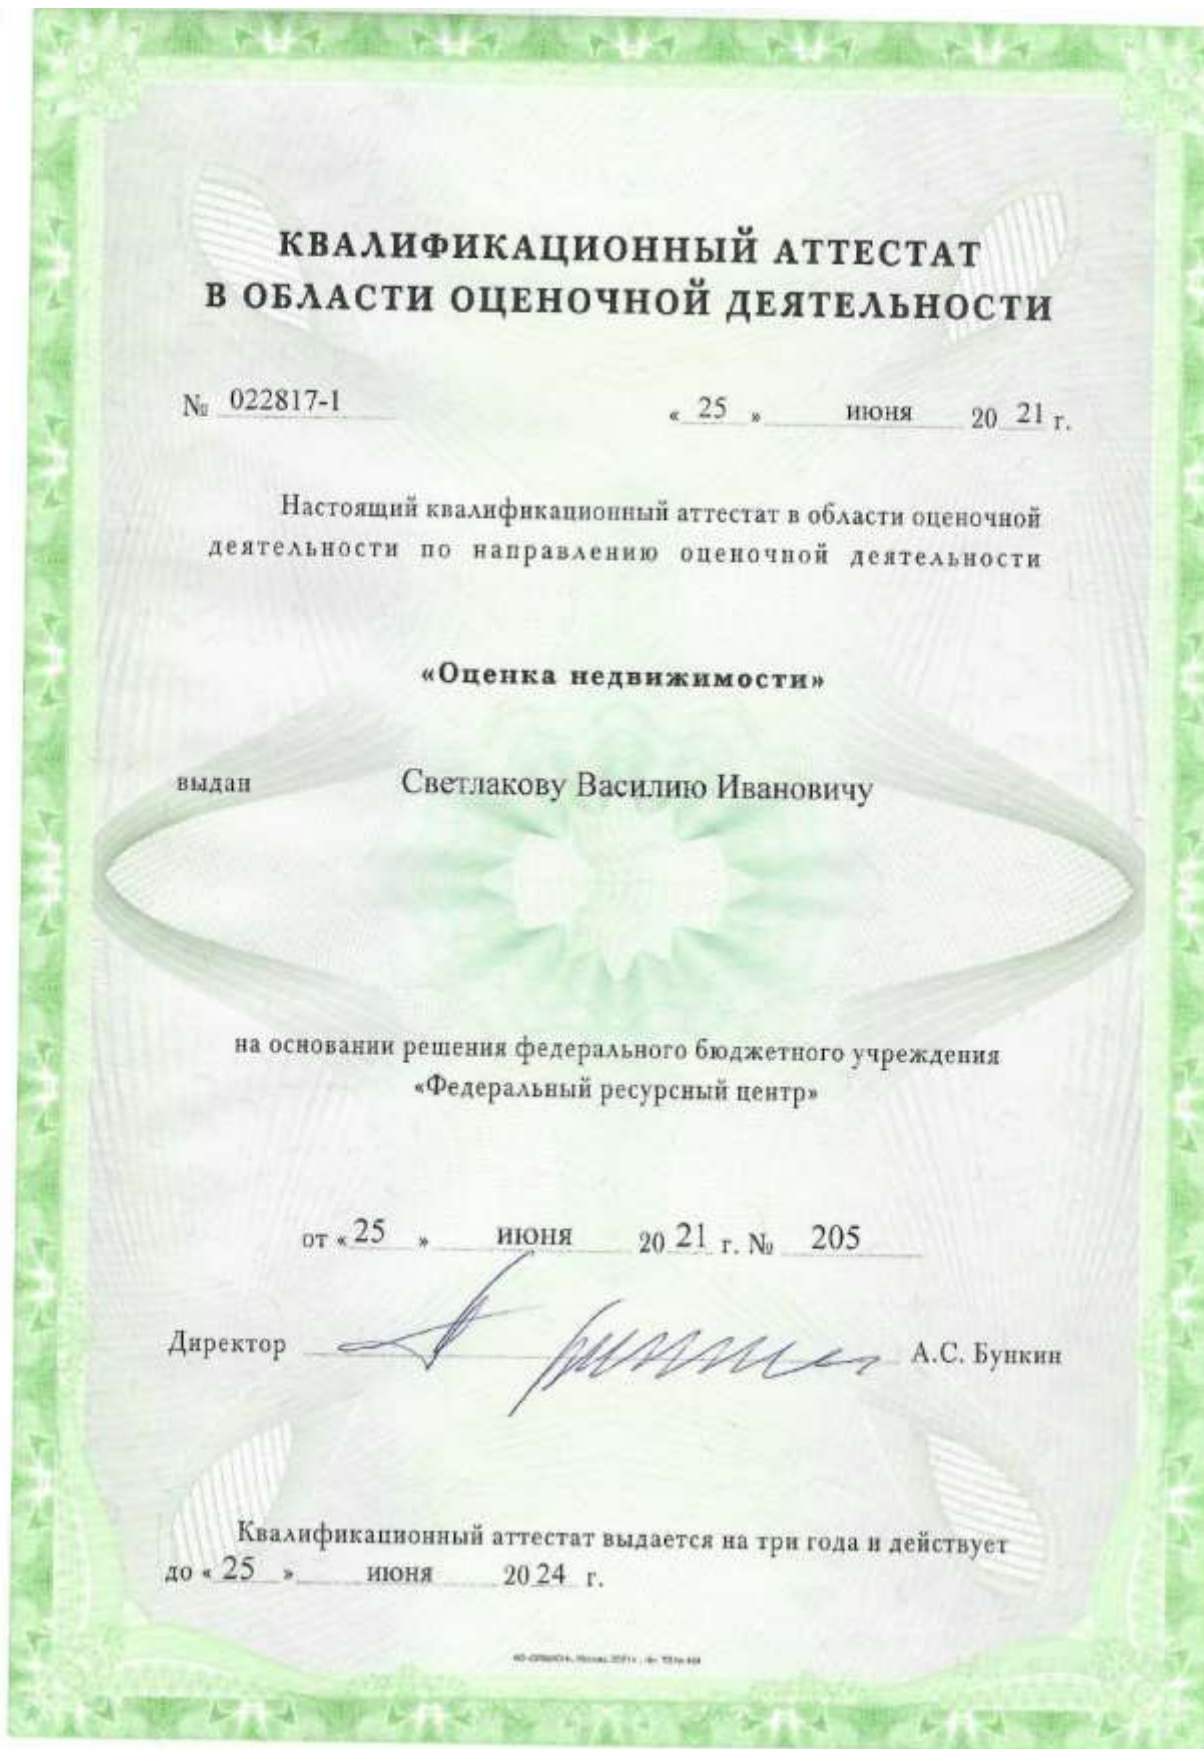 КВАЛИФИКАЦИОННЫЙ АТТЕСТАТ
В ОБЛАСТИ ОЦЕНОЧНОЙ ДЕЯТЕЛЬНОСТИ
№ 022817-1 « 25 » июня 20 21 г.
Настоящий квалификационный аттестат в области оценочной
деятельности по направлению оценочной деятельности
«Оценка недвижимости»
выдан Светлакову Василию Ивановичу
на основании решения федерального бюджетного учреждения
«Федеральный ресурсный центр»
от « 25 » июня 20 21 г. № 205
Директор А.С. Бункин
Квалификационный аттестат выдается на три года и действует
до « 25 » июня 20 24 г.